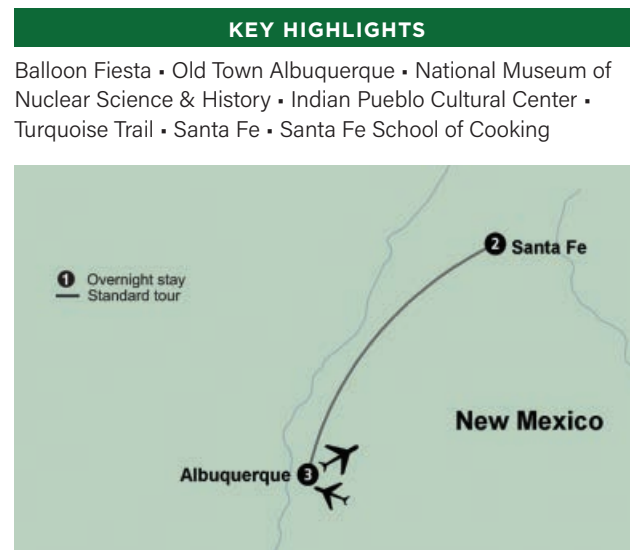 KEY HIGHLIGHTS
Balloon Fiesta • Old Town Albuquerque • National Museum of
Nuclear Science & History • Indian Pueblo Cultural Center •
Turquoise Trail • Santa Fe • Santa Fe School of Cooking
2 Santa Fe
1 Overnight stay
Standard tour
New Mexico
Albuquerque 3